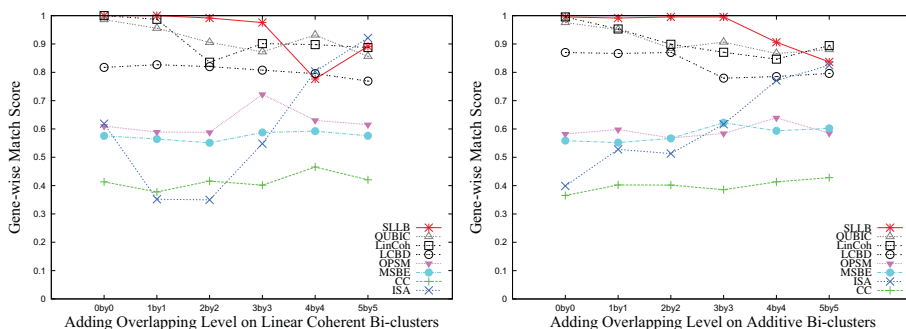 Gene-wise Match Score
1
0.9
0.8
0.7
0.6
0.5
0.4
0.3
0.2
0.1
0
SLLB
QUBIC
LinCoh
LCBD
OPSM
MSBE
CC
ISA
0by0 1by1 2by2 3by3 4by4 5by5
Adding Overlapping Level on Linear Coherent Bi-clusters
Gene-wise Match Score
1
0.9
0.8
0.7
0.6
0.5
0.4
0.3
0.2
0.1
0
SLLB
QUBIC
LinCoh
LCBD
OPSM
MSBE
ISA
CC
0by0 1by1 2by2 3by3 4by4 5by5
Adding Overlapping Level on Additive Bi-clusters